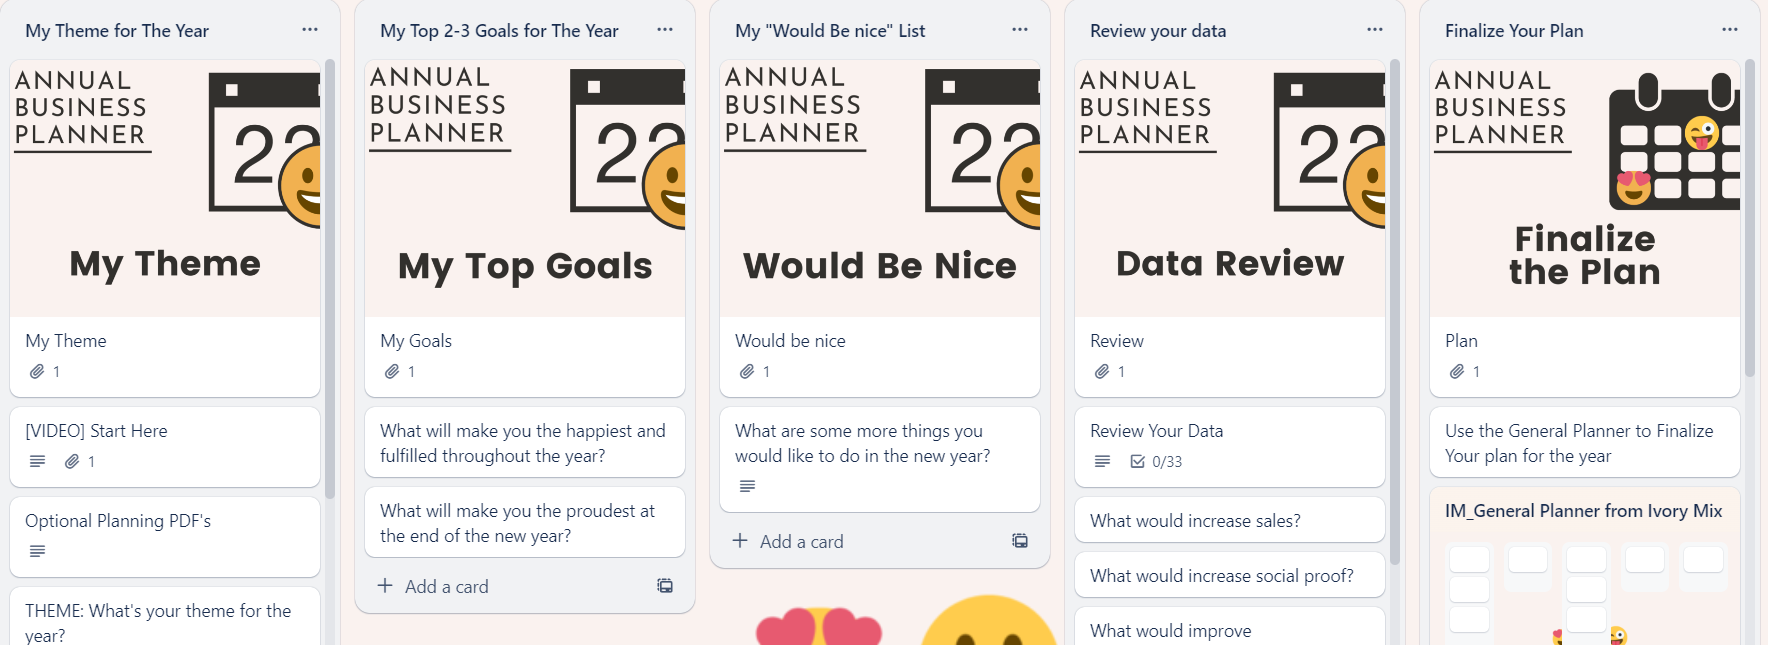 My Theme for The Year
ANNUAL
BUSINESS
PLANNER
22
My Theme
My Theme
1
[VIDEO] Start Here
1
Optional Planning PDF's
THEME: What's your theme for the
year?
My Top 2-3 Goals for The Year
ANNUAL
BUSINESS
PLANNER
22
My Top Goals
My Goals
1
What will make you the happiest and
fulfilled throughout the year?
What will make you the proudest at
the end of the new year?
+ Add a card
My "Would Be nice" List
ANNUAL
BUSINESS
PLANNER
22
Would Be Nice
Would be nice
1
What are some more things you
would like to do in the new year?
+ Add a card
Review your data
ANNUAL
BUSINESS
PLANNER
22
Data Review
Review
1
Review Your Data
0/33
What would increase sales?
What would increase social proof?
What would improve
Finalize Your Plan
ANNUAL
BUSINESS
PLANNER
Finalize
the Plan
Plan
1
Use the General Planner to Finalize
Your plan for the year
IM_General Planner from Ivory Mix